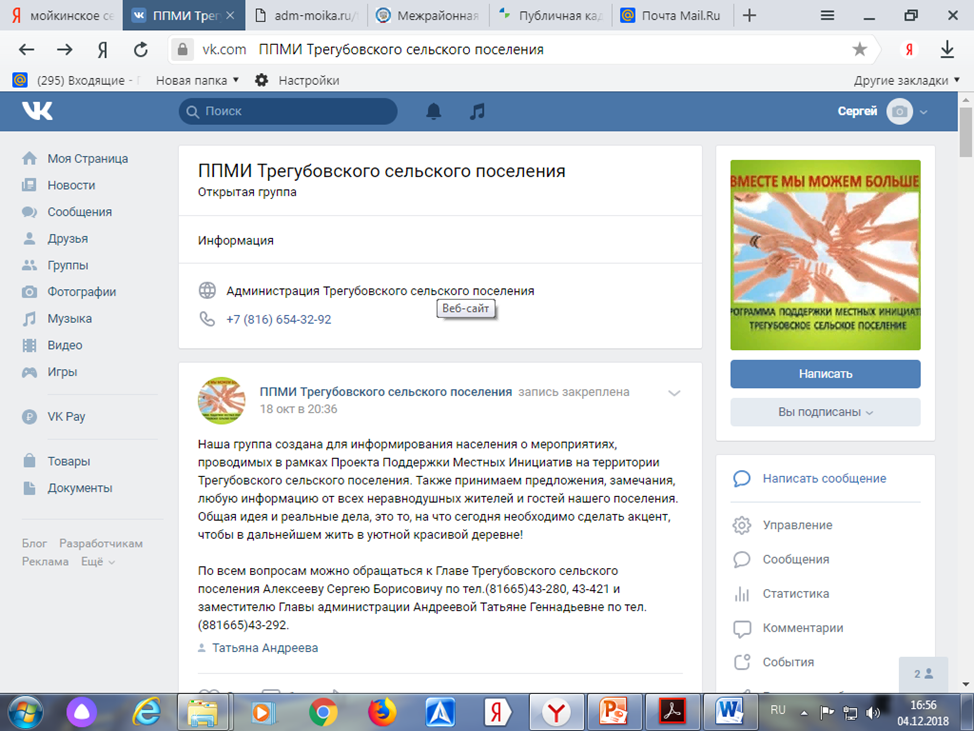 мойкинское се
ППМИ Трег
adm-moika.ru/
Межрайонная
Публичная кад
Почта Mail.Ru
vk.com ППМИ Трегубовского сельского поселения
(295) Входящие -
Новая папка
Настройки
Другие закладки
Поиск
Сергей
Моя Страница
Новости
Сообщения
Друзья
Группы
Фотографии
Музыка
Видео
Игры
VK Pay
Товары
Документы
Блог Разработчикам
Реклама Ещё
ППМИ Трегубовского сельского поселения
Открытая группа
Информация
Администрация Трегубовского сельского поселения
Веб-сайт
+7 (816) 654-32-92
ППМИ Трегубовского сельского поселения запись закреплена
18 окт в 20:36
Наша группа создана для информирования населения о мероприятиях,
проводимых в рамках Проекта Поддержки Местных Инициатив на территории
Трегубовского сельского поселения. Также принимаем предложения, замечания,
любую информацию от всех неравнодушных жителей и гостей нашего поселения.
Общая идея и реальные дела, это то, на что сегодня необходимо сделать акцент,
чтобы в дальнейшем жить в уютной красивой деревне!
По всем вопросам можно обращаться к Главе Трегубовского сельского
поселения Алексееву Сергею Борисовичу по тел.(81665)43-280, 43-421 и
заместителю Главы администрации Андреевой Татьяне Геннадьевне по тел.
(881665)43-292.
Татьяна Андреева
ВМЕСТЕ МЫ МОЖЕМ БОЛЬШЕ
РОГРАММА ПОДДЕРЖКИ МЕСТНЫХ ИНИЦИАТИ
ТРЕГУБОВСКОЕ СЕЛЬСКОЕ ПОСЕЛЕНИЕ
Написать
Вы подписаны
Написать сообщение
Управление
Сообщения
Статистика
Комментарии
События
2
RU
16:56
04.12.2018